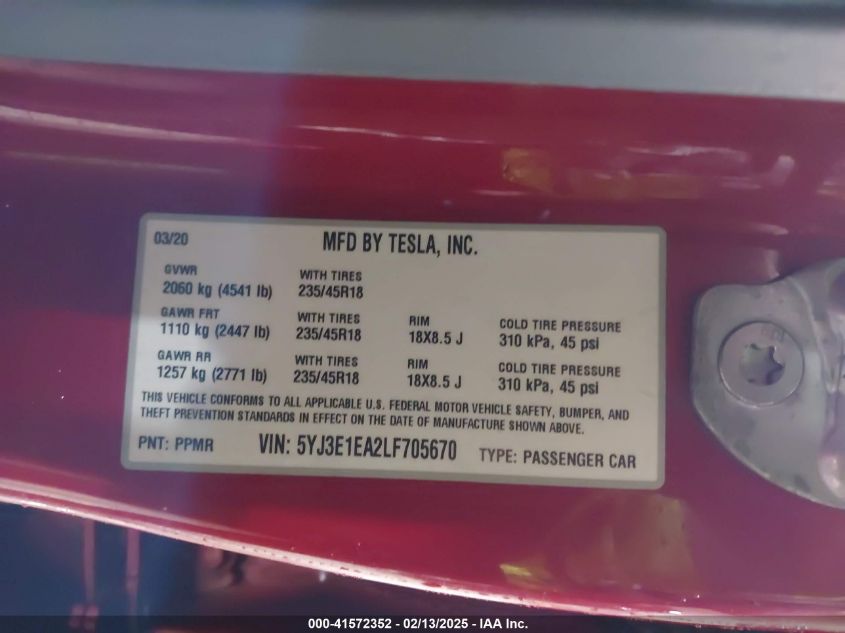 03/20
MFD BY TESLA, INC.
GVWR
2060 kg (4541 lb)
WITH TIRES
235/45R18
GAWR FRT
1110 kg (2447 lb)
WITH TIRES
235/45R18
RIM
18X8.5 J
COLD TIRE PRESSURE
310 kPa, 45 psi
GAWR RR
1257 kg (2771 lb)
WITH TIRES
235/45R18
RIM
18X8.5 J
COLD TIRE PRESSURE
310 kPa, 45 psi
THIS VEHICLE CONFORMS TO ALL APPLICABLE U.S. FEDERAL MOTOR VEHICLE SAFETY, BUMPER, AND
THEFT PREVENTION STANDARDS IN EFFECT ON THE DATE OF MANUFACTURE SHOWN ABOVE.
PNT: PPMR
VIN: 5YJ3E1EA2LF705670
TYPE: PASSENGER CAR
000-41572352 - 02/13/2025 - IAA Inc.